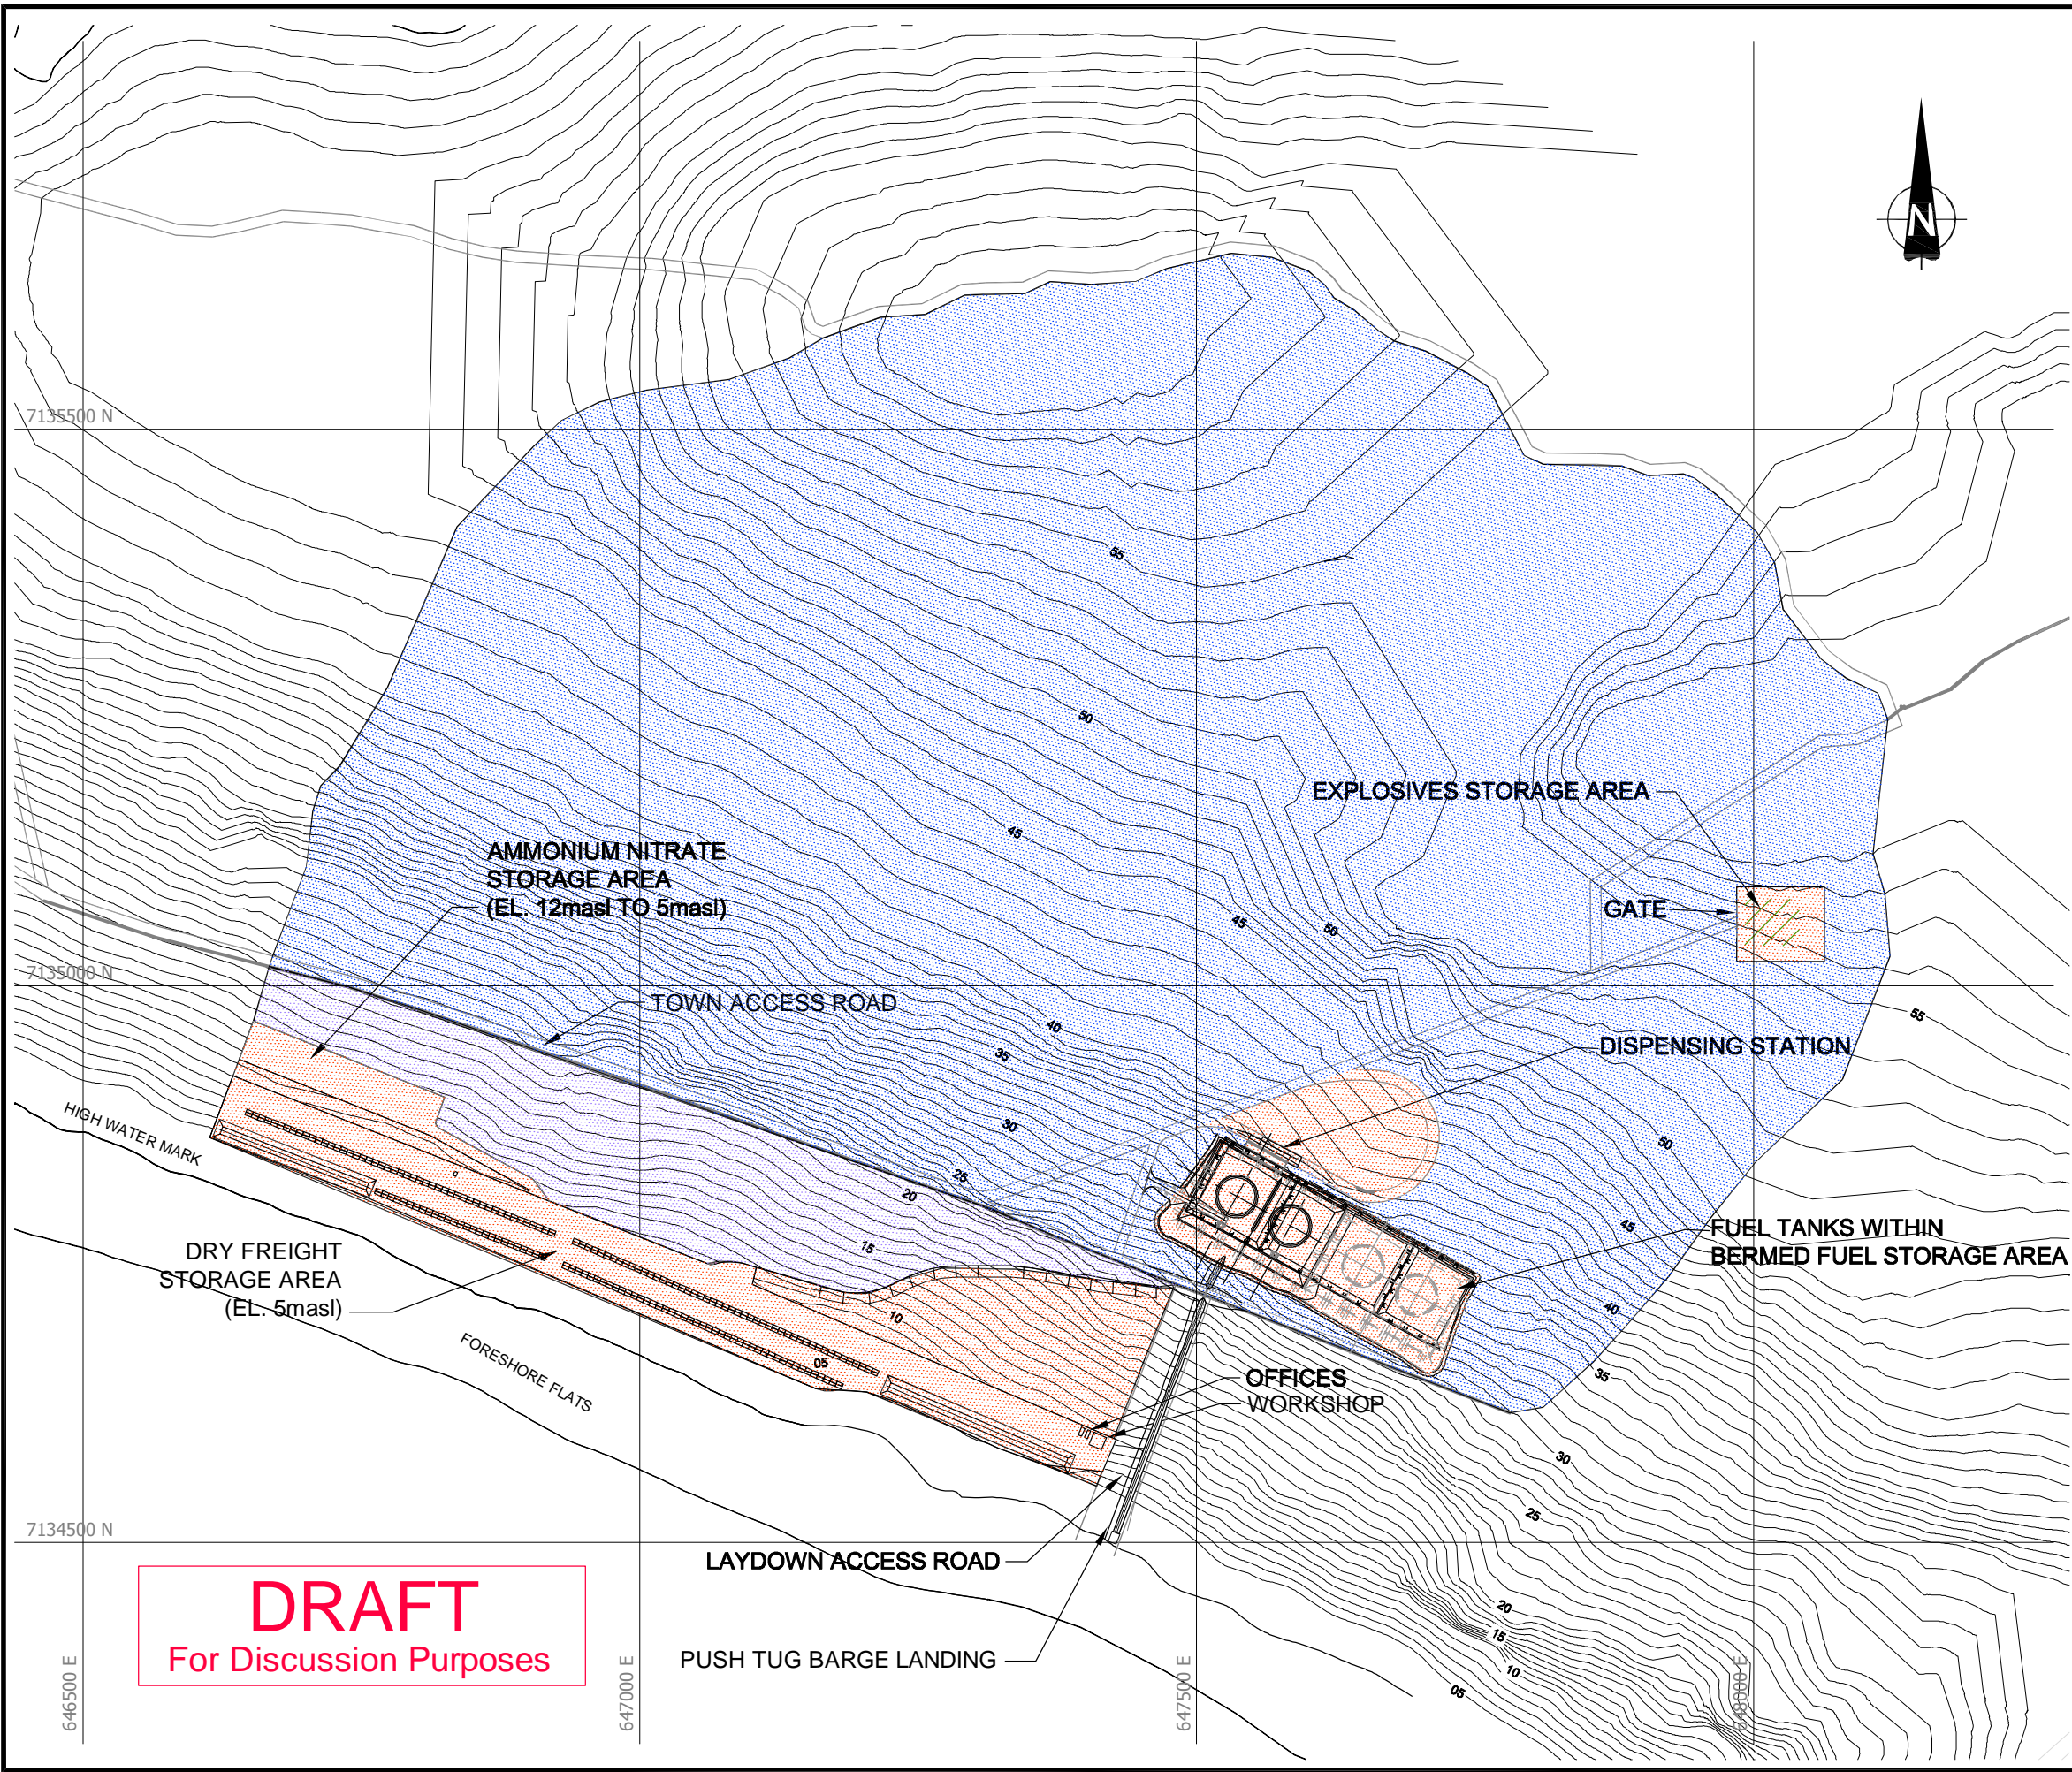 N
7135500 N
55
50
EXPLOSIVES STORAGE AREA
45
AMMONIUM NITRATE
STORAGE AREA
(EL. 12masl TO 5masl)
GATE
45
50
7135000 N
TOWN ACCESS ROAD
55
40
35
DISPENSING STATION
HIGH WATER MARK
30
50
25
20
45
FUEL TANKS WITHIN
BERMED FUEL STORAGE AREA
15
DRY FREIGHT
STORAGE AREA
(EL. 5masl)
40
10
FORESHORE FLATS
05
OFFICES
WORKSHOP
35
30
25
7134500 N
LAYDOWN ACCESS ROAD
DRAFT
For Discussion Purposes
20
15
10
05
PUSH TUG BARGE LANDING
646500 E
647000 E
647500 E
648000 E